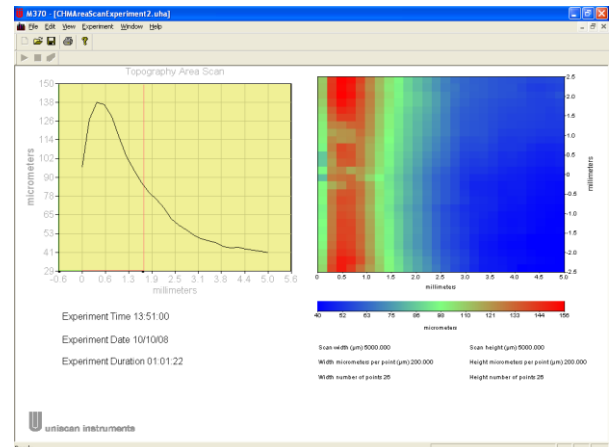 M370 - [CHMAreaScanExperiment2.uha]
File Edit View Experiment Window Help
Topography Area Scan
150
138
126
114
102
90
78
65
53
41
29
micrometers
-0.6 0 0.6 1.3 1.9 2.5 3.1 3.8 4.4 5.0 5.6
millimeters
2.5
2.0
1.5
1.0
0.5
0
-0.5
-1.0
-1.5
-2.0
-2.5
millimeters
0 0.5 1.0 1.5 2.0 2.5 3.0 3.5 4.0 4.5 5.0
millimeters
40 52 63 75 86 98 110 121 133 144 156
micrometers
Experiment Time 13:51:00
Experiment Date 10/10/08
Experiment Duration 01:01:22
Scan width (µm) 5000.000 Scan height (µm) 5000.000
Width micrometers per point (µm) 200.000 Height micrometers per point (µm) 200.000
Width number of points 26 Height number of points 26
uniscan instruments